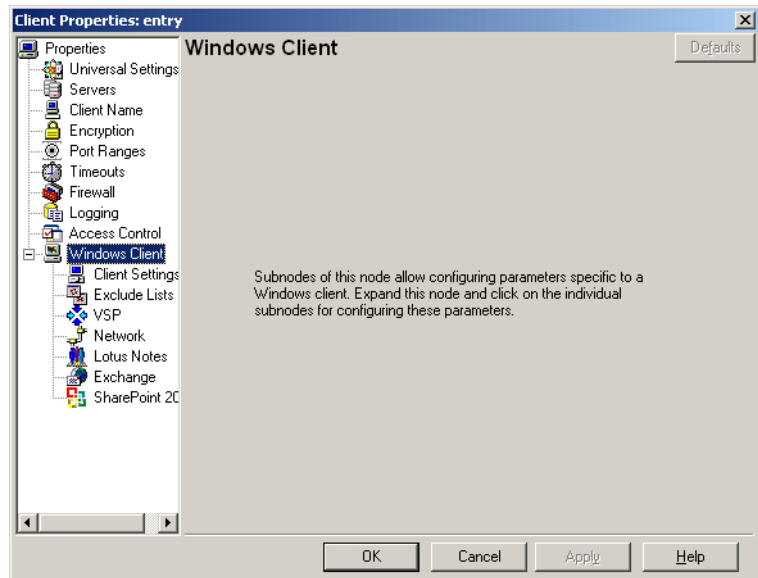 Client Properties: entry
Properties
Universal Settings
Servers
Client Name
Encryption
Port Ranges
Timeouts
Firewall
Logging
Access Control
Windows Client
Client Settings
Exclude Lists
VSP
Network
Lotus Notes
Exchange
SharePoint 20
Windows Client
Defaults
Subnodes of this node allow configuring parameters specific to a
Windows client. Expand this node and click on the individual
subnodes for configuring these parameters.
OK Cancel Apply Help